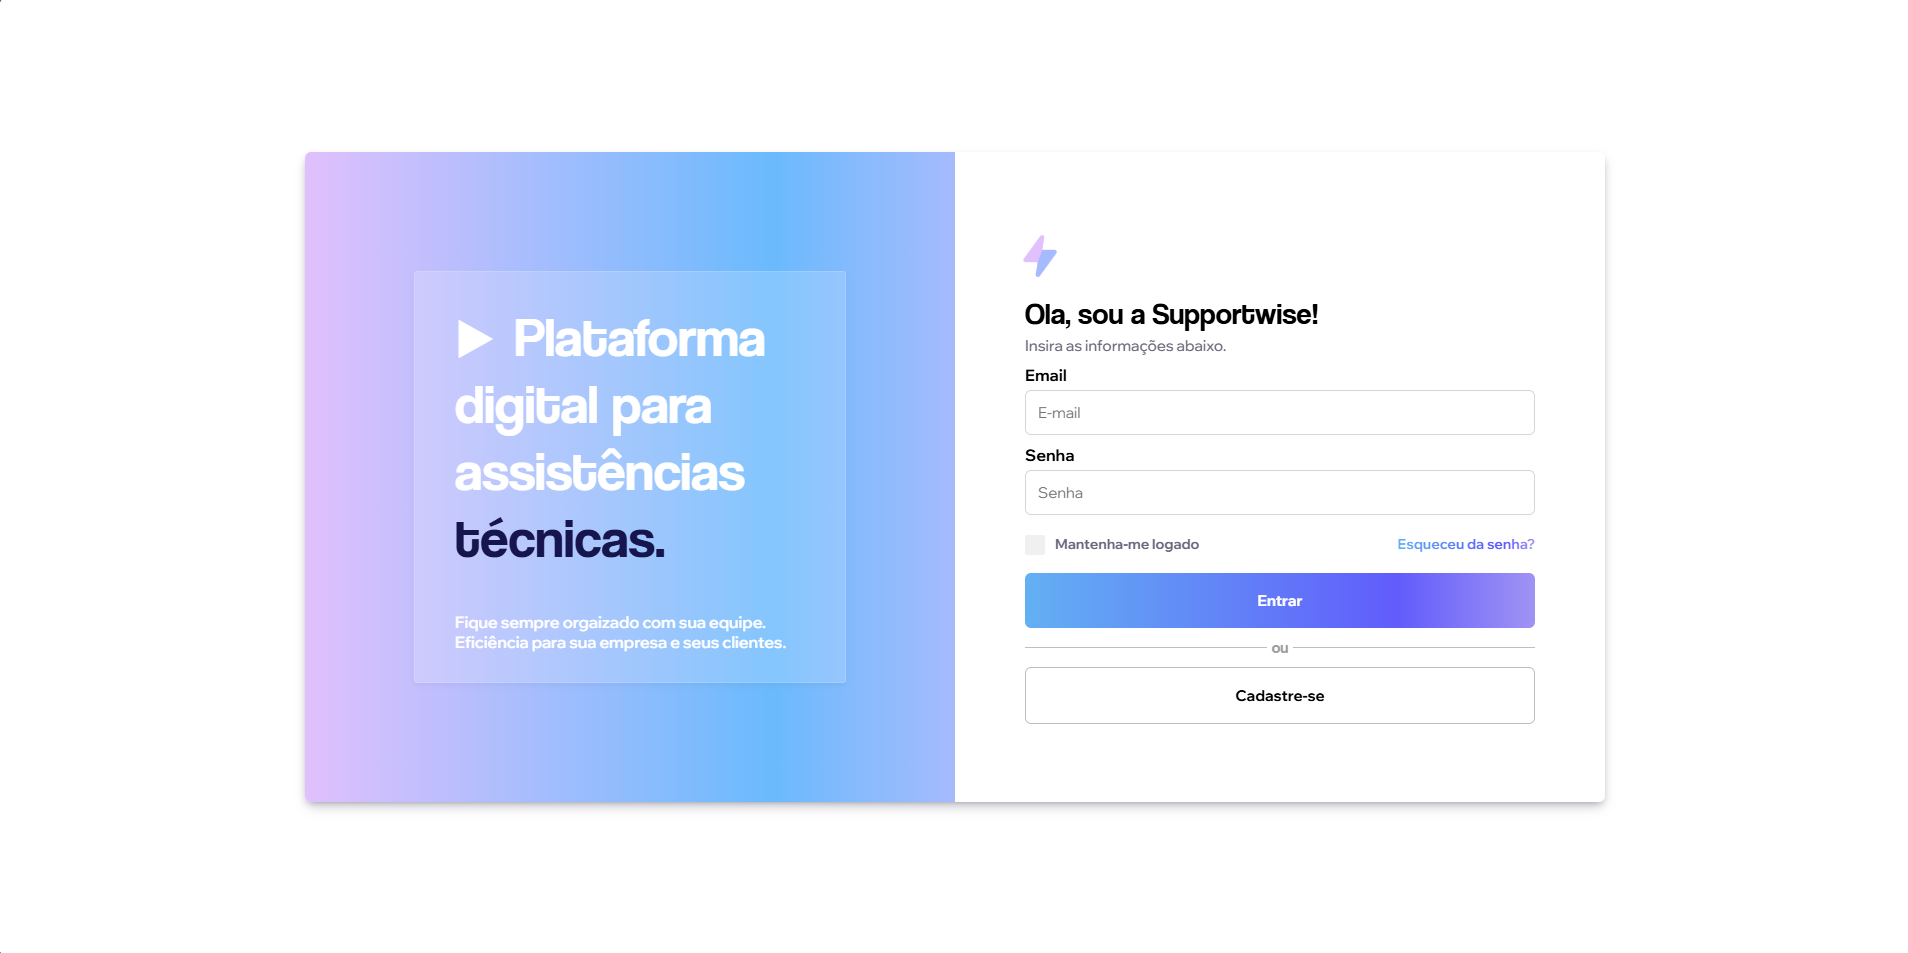 Plataforma
digital para
assistências
técnicas.
Fique sempre orgaizado com sua equipe.
Eficiência para sua empresa e seus clientes.
Ola, sou a Supportwise!
Insira as informações abaixo.
Email
E-mail
Senha
Senha
Mantenha-me logado
Esqueceu da senha?
Entrar
ou
Cadastre-se